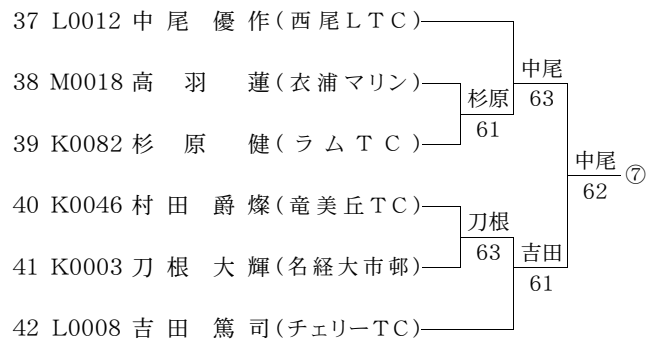 37 L0012 中尾 優作(西尾LTC)
中尾
38 M0018 高羽 蓮(衣浦マリン)
杉原
63
61
39 K0082 杉原 健(ラムTC)
中尾
⑦
62
40 K0046 村田 爵燦(竜美丘TC)
刀根
63
吉田
41 K0003 刀根 大輝(名経大市邨)
61
42 L0008 吉田 篤司(チェリーTC)